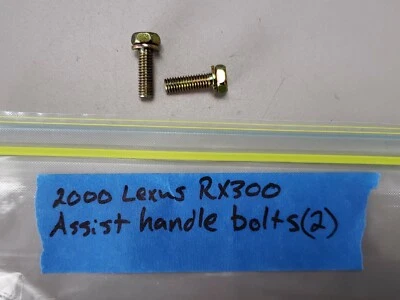 2000 Lexus RX300
Assist handle bolts(2)